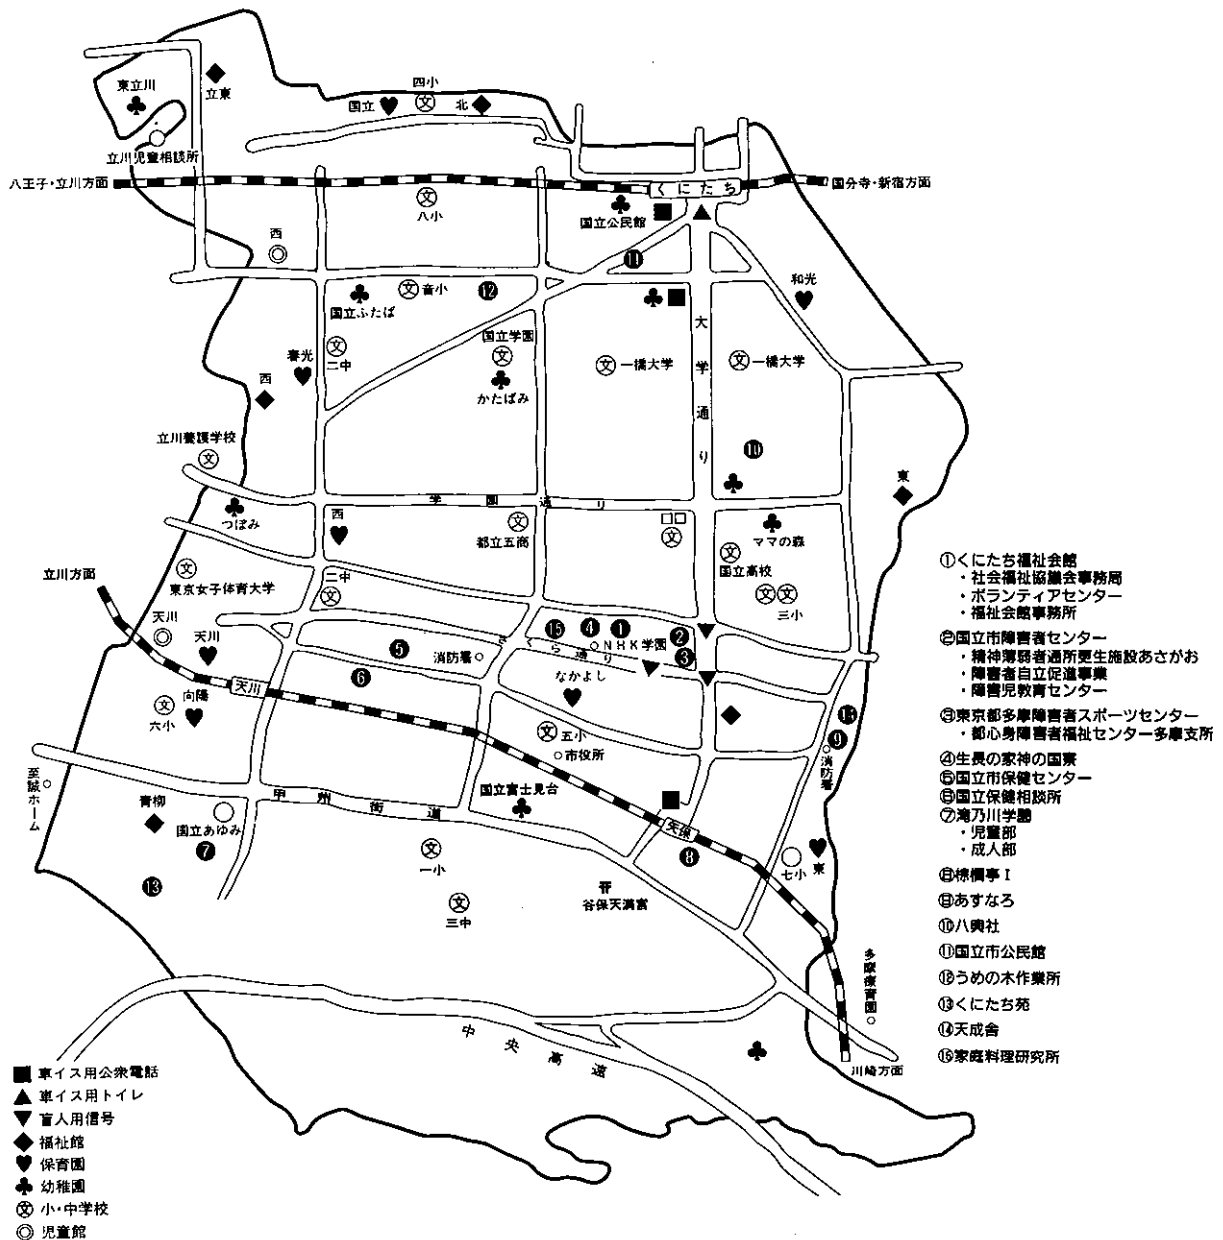 東立川
立東
四小
国立
北
立川児童相談所
八王子・立川方面
くにたち
国分寺・新宿方面
八小
国立公民館
西
⑪
和光
国立ふたば
音小
⑫
大学通り
国立学園
二中
春光
一橋大学
一橋大学
西
かたばみ
⑩
立川養護学校
東
学園通り
つぼみ
西
都立五商
ママの森
国立高校
東京女子体育大学
二中
三小
立川方面
天川
天川
⑤
消防署
さくら通り
⑮
④
①
NHK学園
②
③
なかよし
⑥
天川
向陽
六小
五小
市役所
⑨
消防署
至誠ホーム
青柳
国立あゆみ
⑦
甲州街道
国立富士見台
矢保
⑧
七小
東
⑬
一小
三中
谷保天満宮
多摩療育園
中央高速
川崎方面
①くにたち福祉会館
・社会福祉協議会事務局
・ボランティアセンター
・福祉会館事務所
②国立市障害者センター
・精神薄弱者通所更生施設あさがお
・障害者自立促進事業
・障害児教育センター
③東京都多摩障害者スポーツセンター
・都心身障害者福祉センター多摩支所
④生長の家神の国寮
⑤国立市保健センター
⑥国立保健相談所
⑦滝乃川学園
・児童部
・成人部
⑧棕櫚亭Ⅰ
⑨あすなろ
⑩八興社
⑪国立市公民館
⑫うめの木作業所
⑬くにたち苑
⑭天成舎
⑮家庭料理研究所
■車イス用公衆電話
▲車イス用トイレ
▼盲人用信号
◆福祉館
♥保育園
♣幼稚園
文小・中学校
◎児童館